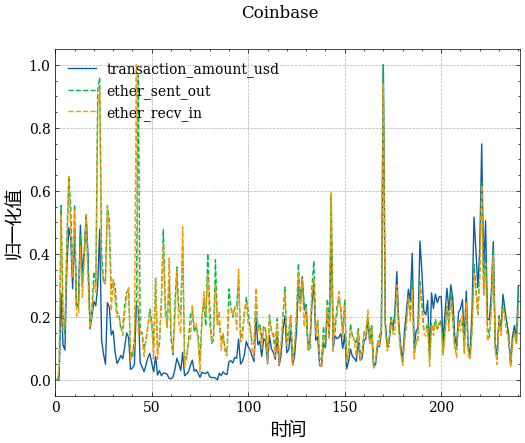 Coinbase
1.0
0.8
0.6
0.4
0.2
0.0
归一化值
transaction_amount_usd
ether_sent_out
ether_recv_in
0
50
100
150
200
时间